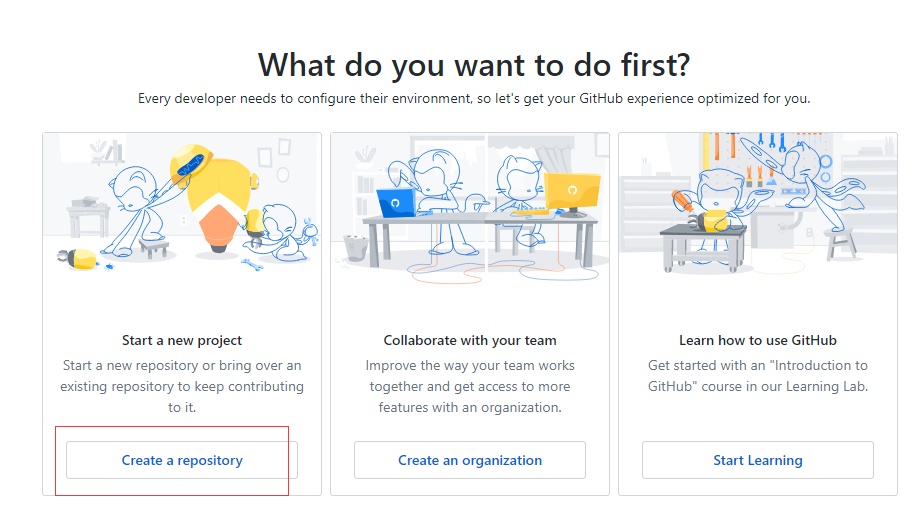 What do you want to do first?
Every developer needs to configure their environment, so let's get your GitHub experience optimized for you.
Start a new project
Start a new repository or bring over an
existing repository to keep contributing
to it.
Create a repository
Collaborate with your team
Improve the way your team works
together and get access to more
features with an organization.
Create an organization
Learn how to use GitHub
Get started with an "Introduction to
GitHub" course in our Learning Lab.
Start Learning